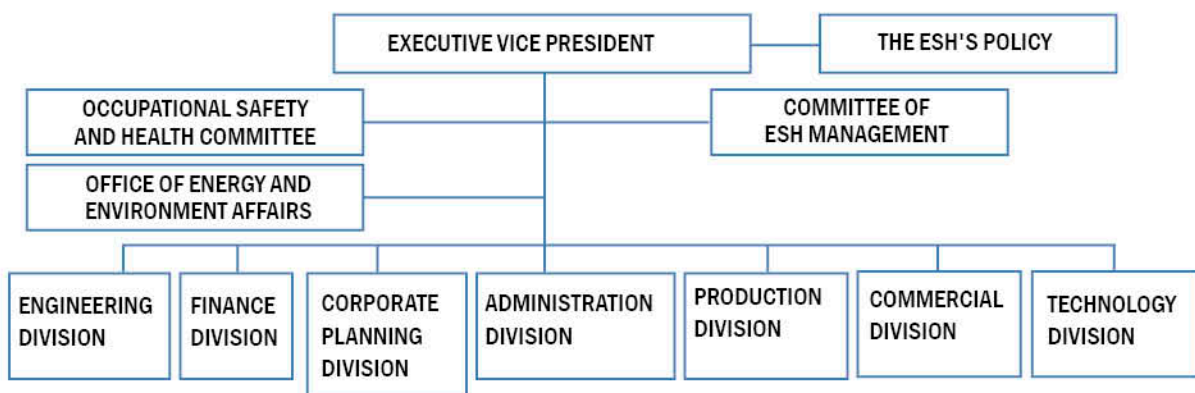 EXECUTIVE VICE PRESIDENT
THE ESH'S POLICY
OCCUPATIONAL SAFETY
AND HEALTH COMMITTEE
COMMITTEE OF
ESH MANAGEMENT
OFFICE OF ENERGY AND
ENVIRONMENT AFFAIRS
ENGINEERING
DIVISION
FINANCE
DIVISION
CORPORATE
PLANNING
DIVISION
ADMINISTRATION
DIVISION
PRODUCTION
DIVISION
COMMERCIAL
DIVISION
TECHNOLOGY
DIVISION